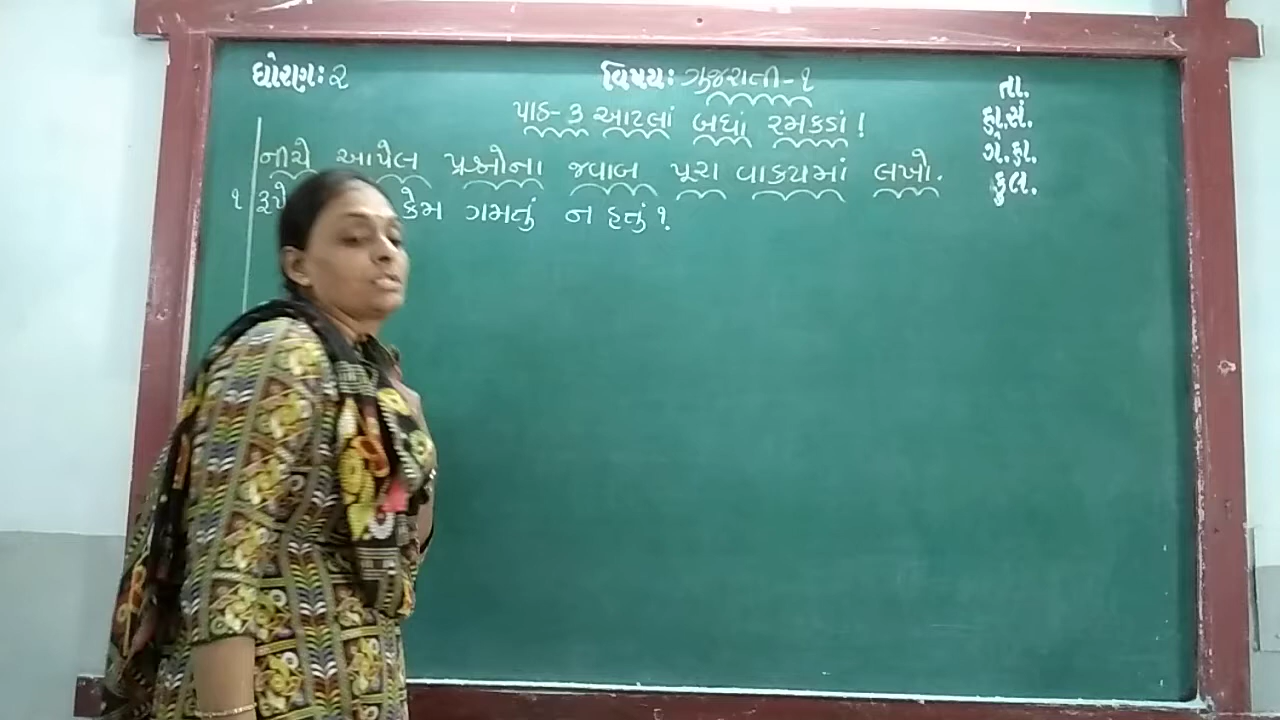 ધોરણ: ૨
વિષય: ગુજરાતી-૧
પાઠ- ૩ આટલાં બધાં રમકડાં !
નીચે આપેલ પ્રશ્નોના જવાબ પૂરા વાક્યમાં લખો.
૧ કેમ ગમતું ન હતું ?
તા.
હા.સં.
ગે.હા.
કુલ.